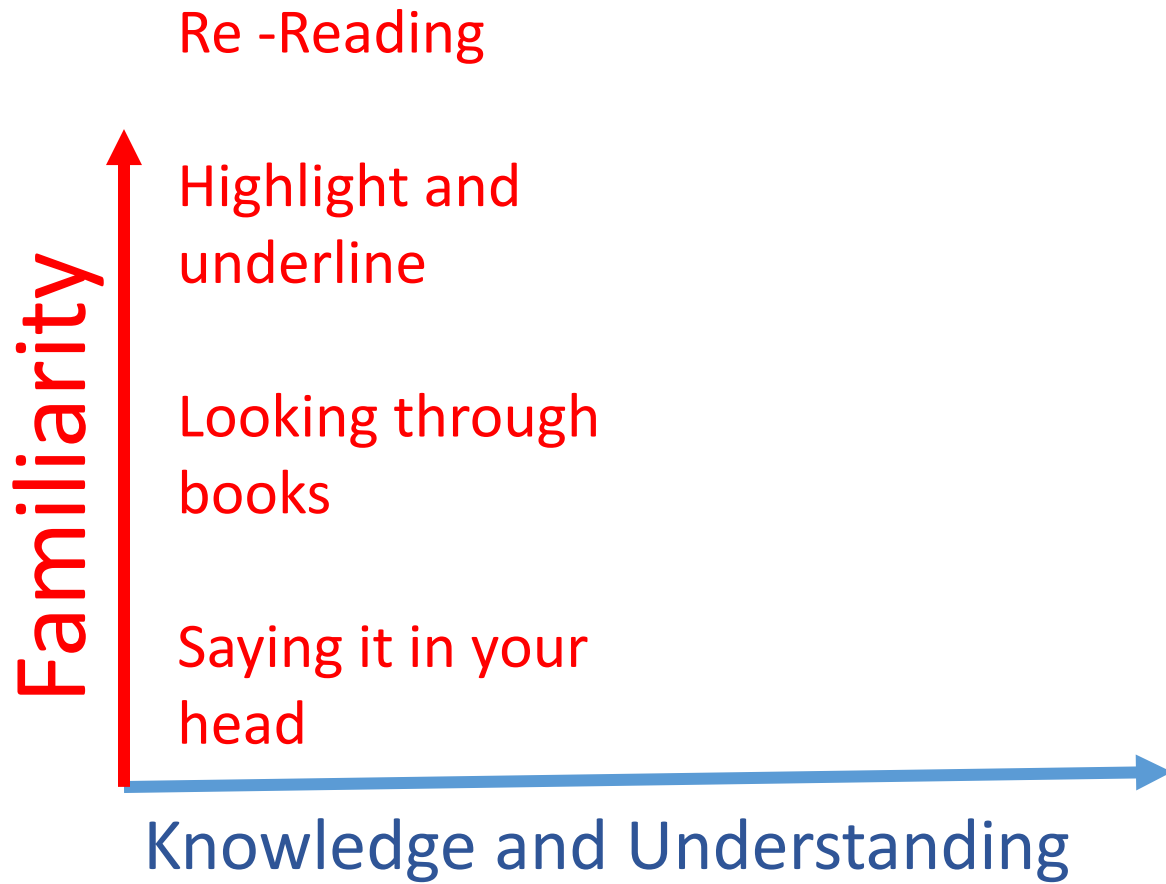 Re -Reading
Highlight and
underline
Looking through
books
Saying it in your
head
Familiarity
Knowledge and Understanding